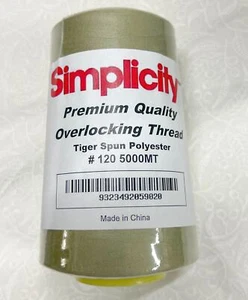 Simplicity
Premium Quality
Overlocking Thread
Tiger Spun Polyester
# 120 5000MT
9323492059820
Made in China